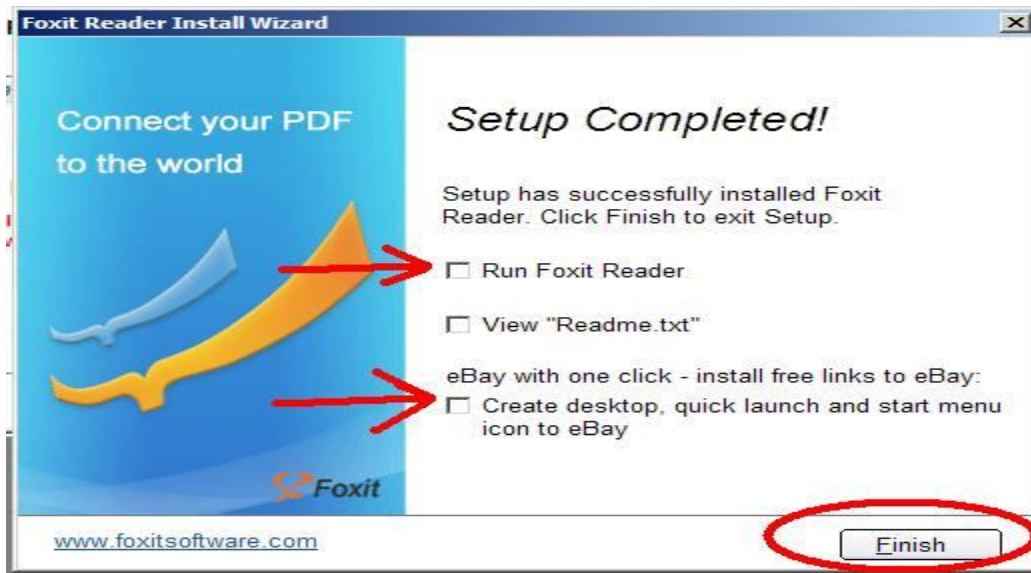 Foxit Reader Install Wizard
Connect your PDF
to the world
Setup Completed!
Setup has successfully installed Foxit
Reader. Click Finish to exit Setup.
Run Foxit Reader
View "Readme.txt"
eBay with one click - install free links to eBay:
Create desktop, quick launch and start menu
icon to eBay
Foxit
www.foxitsoftware.com
Finish